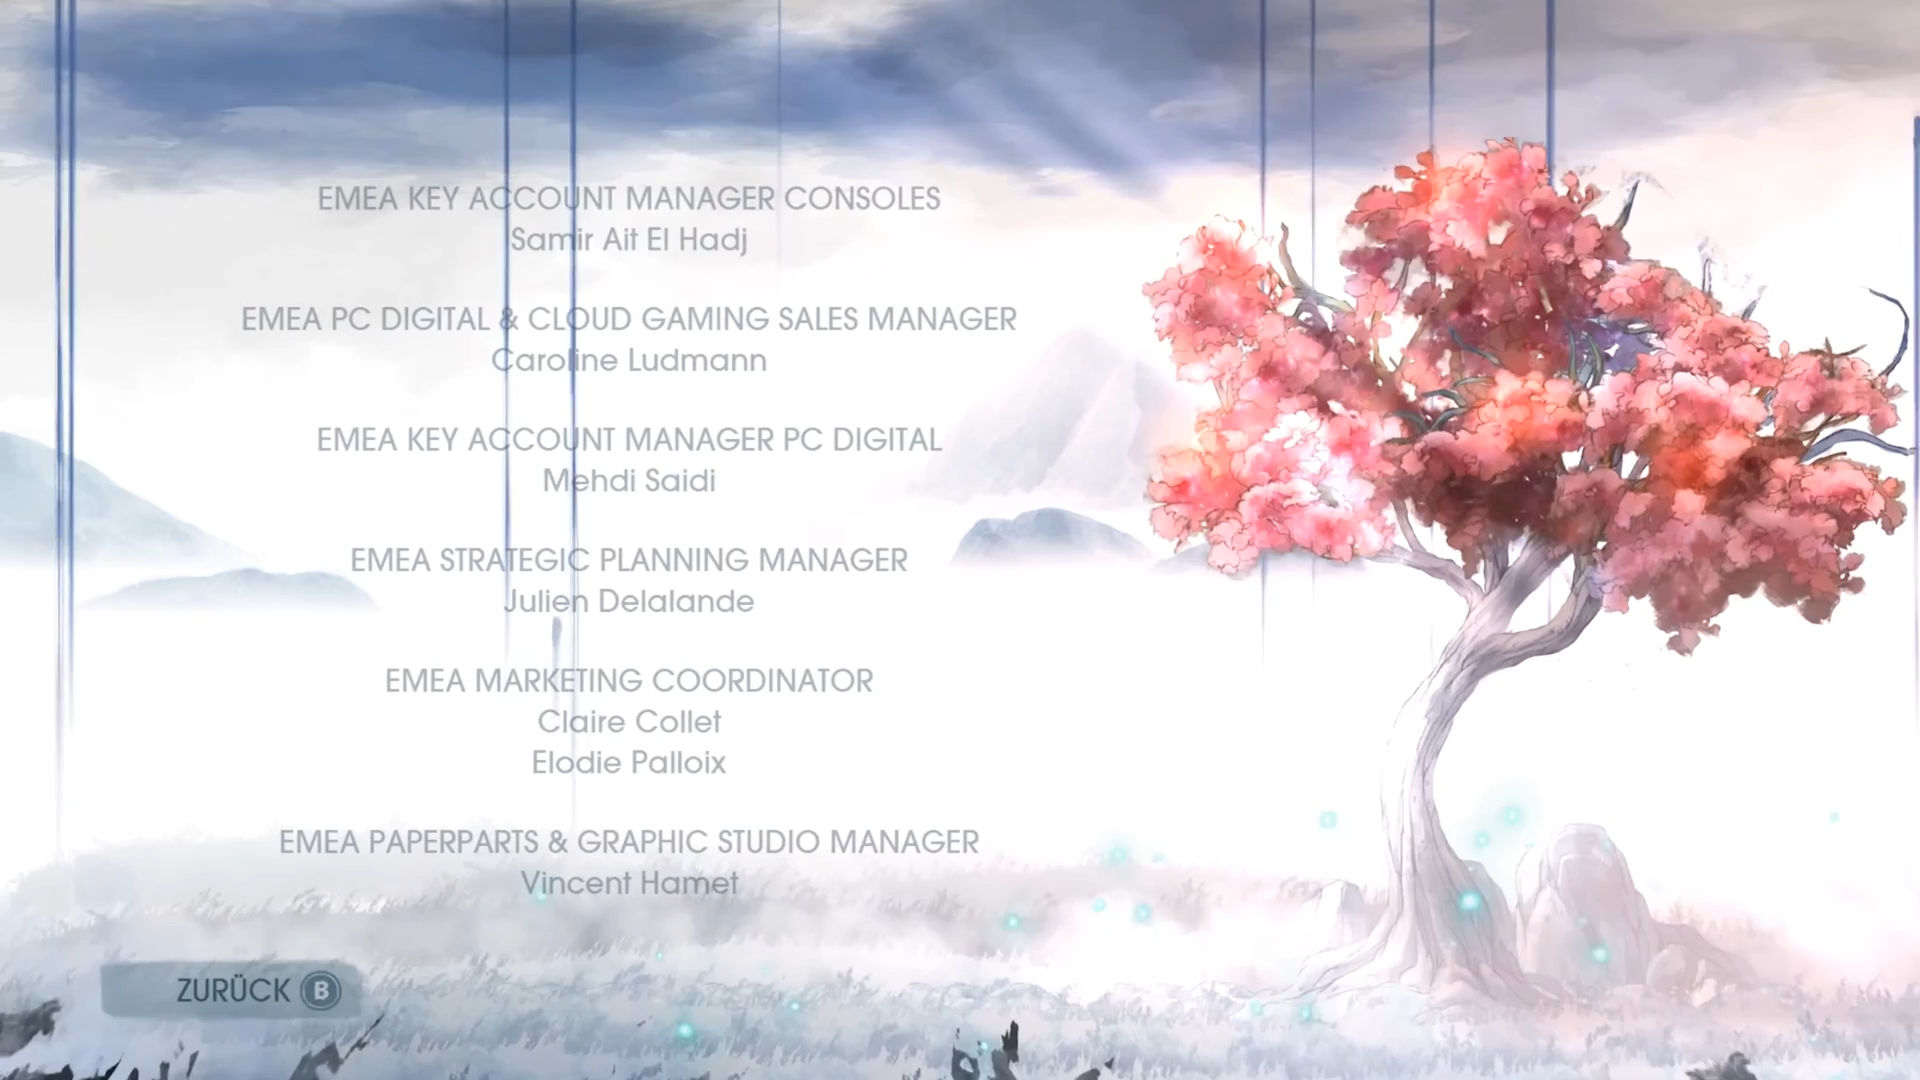 EMEA KEY ACCOUNT MANAGER CONSOLES
Samir Ait El Hadj
EMEA PC DIGITAL & CLOUD GAMING SALES MANAGER
Caroline Ludmann
EMEA KEY ACCOUNT MANAGER PC DIGITAL
Mehdi Saidi
EMEA STRATEGIC PLANNING MANAGER
Julien Delalande
EMEA MARKETING COORDINATOR
Claire Collet
Elodie Palloix
EMEA PAPERPARTS & GRAPHIC STUDIO MANAGER
Vincent Hamet
ZURÜCK B